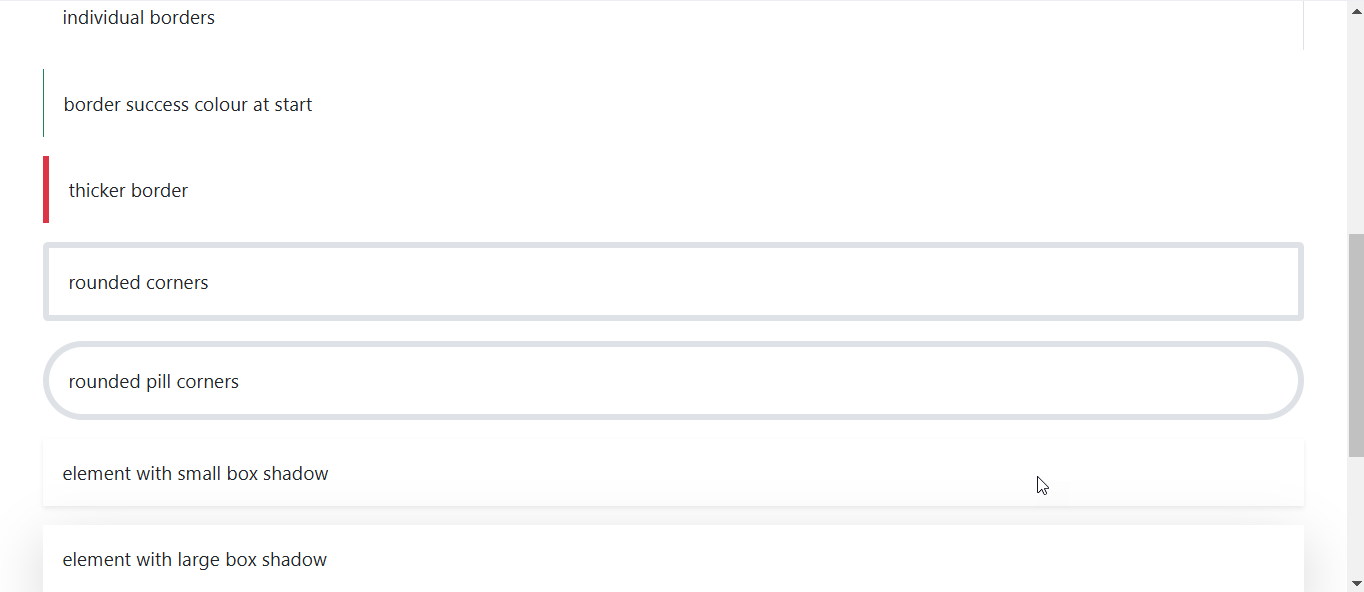 individual borders
border success colour at start
thicker border
rounded corners
rounded pill corners
element with small box shadow
element with large box shadow